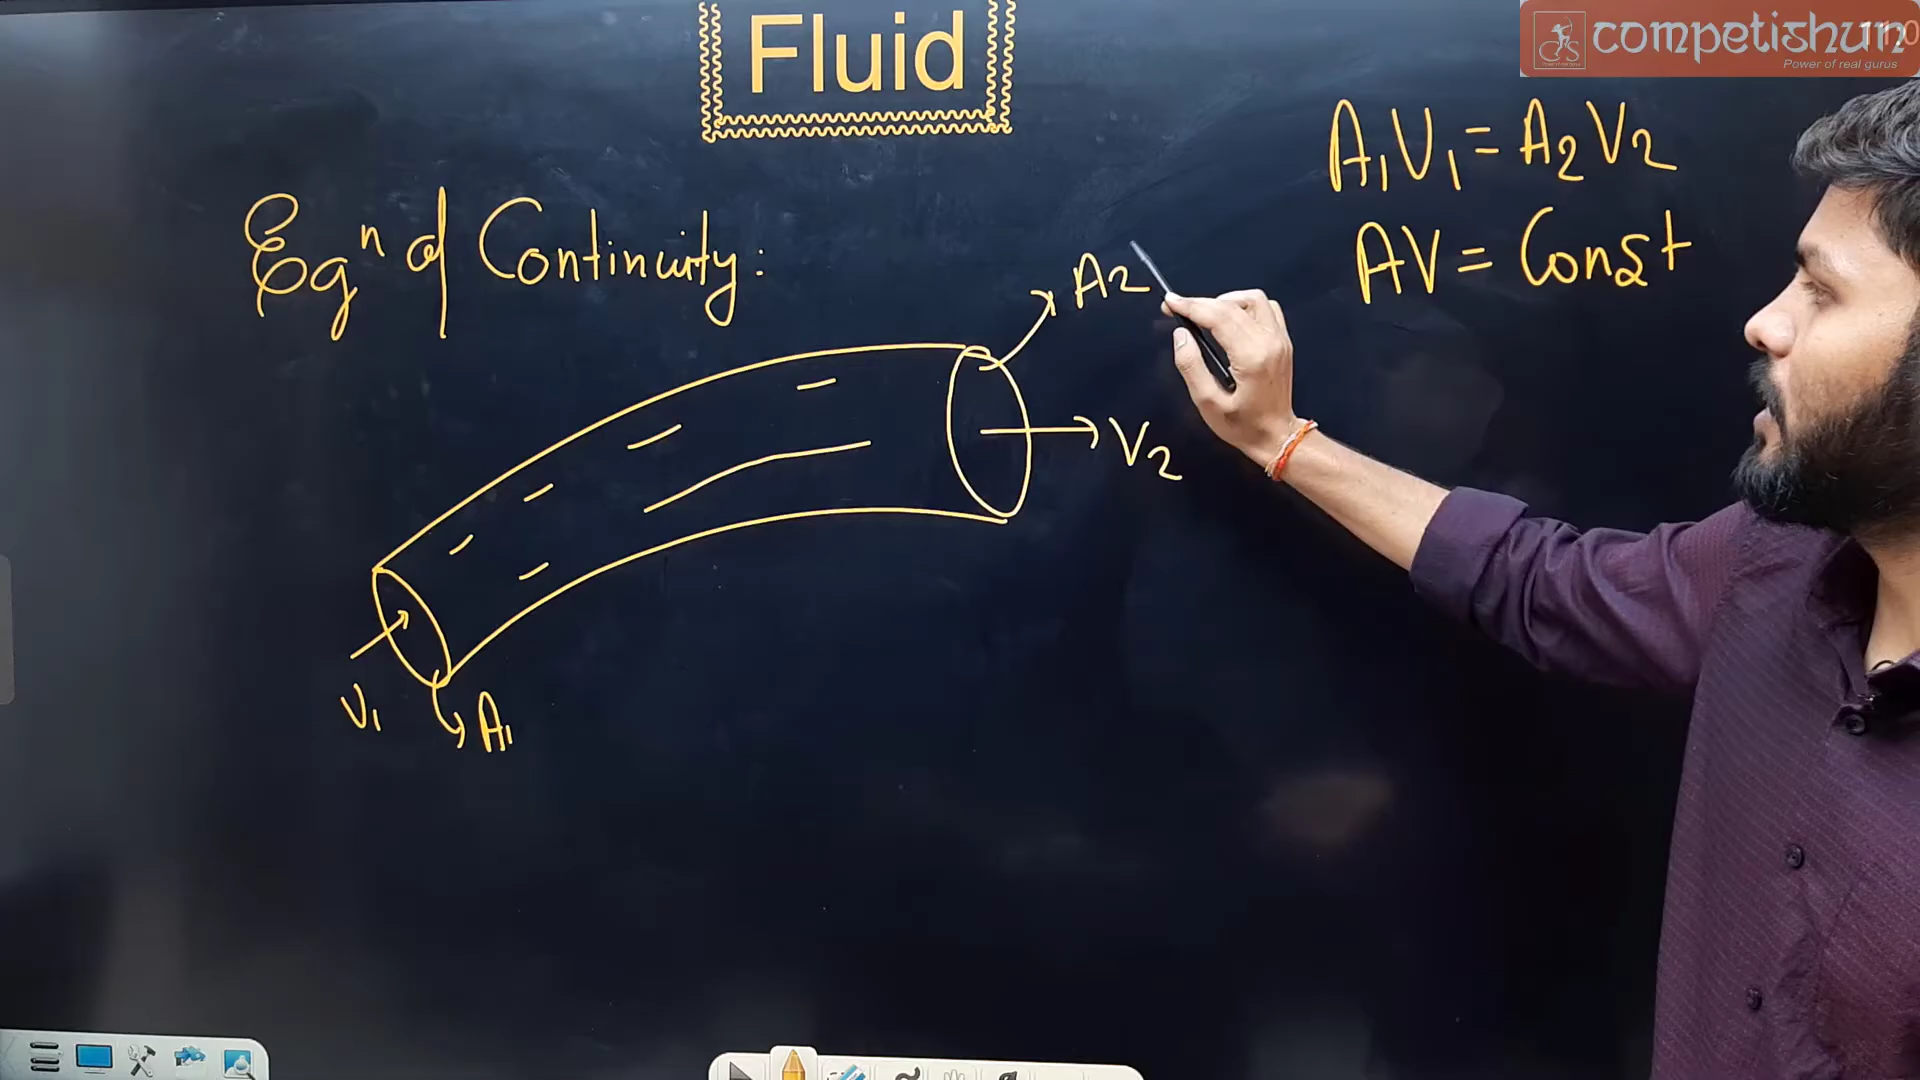 Fluid
competishun
Power of real gurus
A₁V₁ = A₂V₂
AV = Const
Eqⁿ of Continuity:
A₂
V₂
V₁
A₁